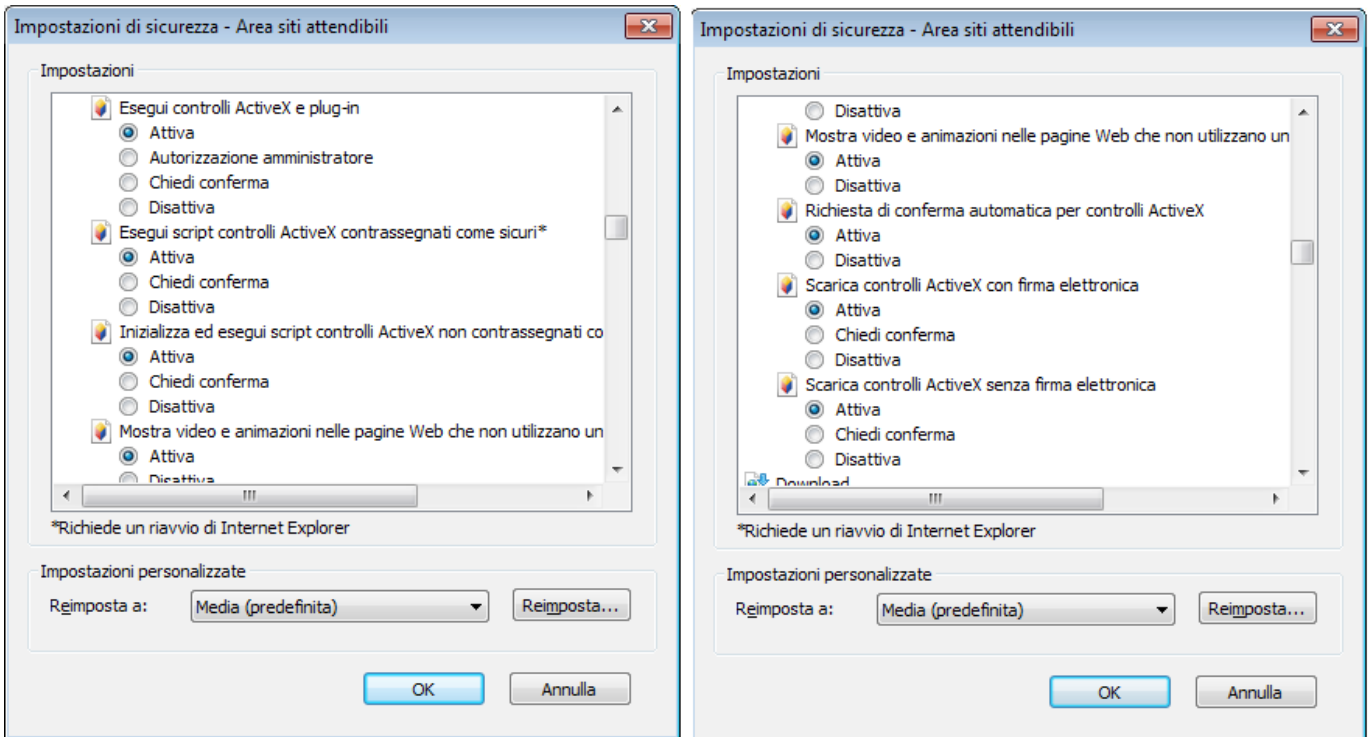 Impostazioni di sicurezza - Area siti attendibili
Impostazioni
Esegui controlli ActiveX e plug-in
Attiva
Autorizzazione amministratore
Chiedi conferma
Disattiva
Esegui script controlli ActiveX contrassegnati come sicuri*
Attiva
Chiedi conferma
Disattiva
Inizializza ed esegui script controlli ActiveX non contrassegnati co
Attiva
Chiedi conferma
Disattiva
Mostra video e animazioni nelle pagine Web che non utilizzano un
Attiva
Disattiva
*Richiede un riavvio di Internet Explorer
Impostazioni personalizzate
Reimposta a:
Media (predefinita)
Reimposta...
OK
Annulla
Impostazioni di sicurezza - Area siti attendibili
Impostazioni
Disattiva
Mostra video e animazioni nelle pagine Web che non utilizzano un
Attiva
Disattiva
Richiesta di conferma automatica per controlli ActiveX
Attiva
Disattiva
Scarica controlli ActiveX con firma elettronica
Attiva
Chiedi conferma
Disattiva
Scarica controlli ActiveX senza firma elettronica
Attiva
Chiedi conferma
Disattiva
Download
*Richiede un riavvio di Internet Explorer
Impostazioni personalizzate
Reimposta a:
Media (predefinita)
Reimposta...
OK
Annulla